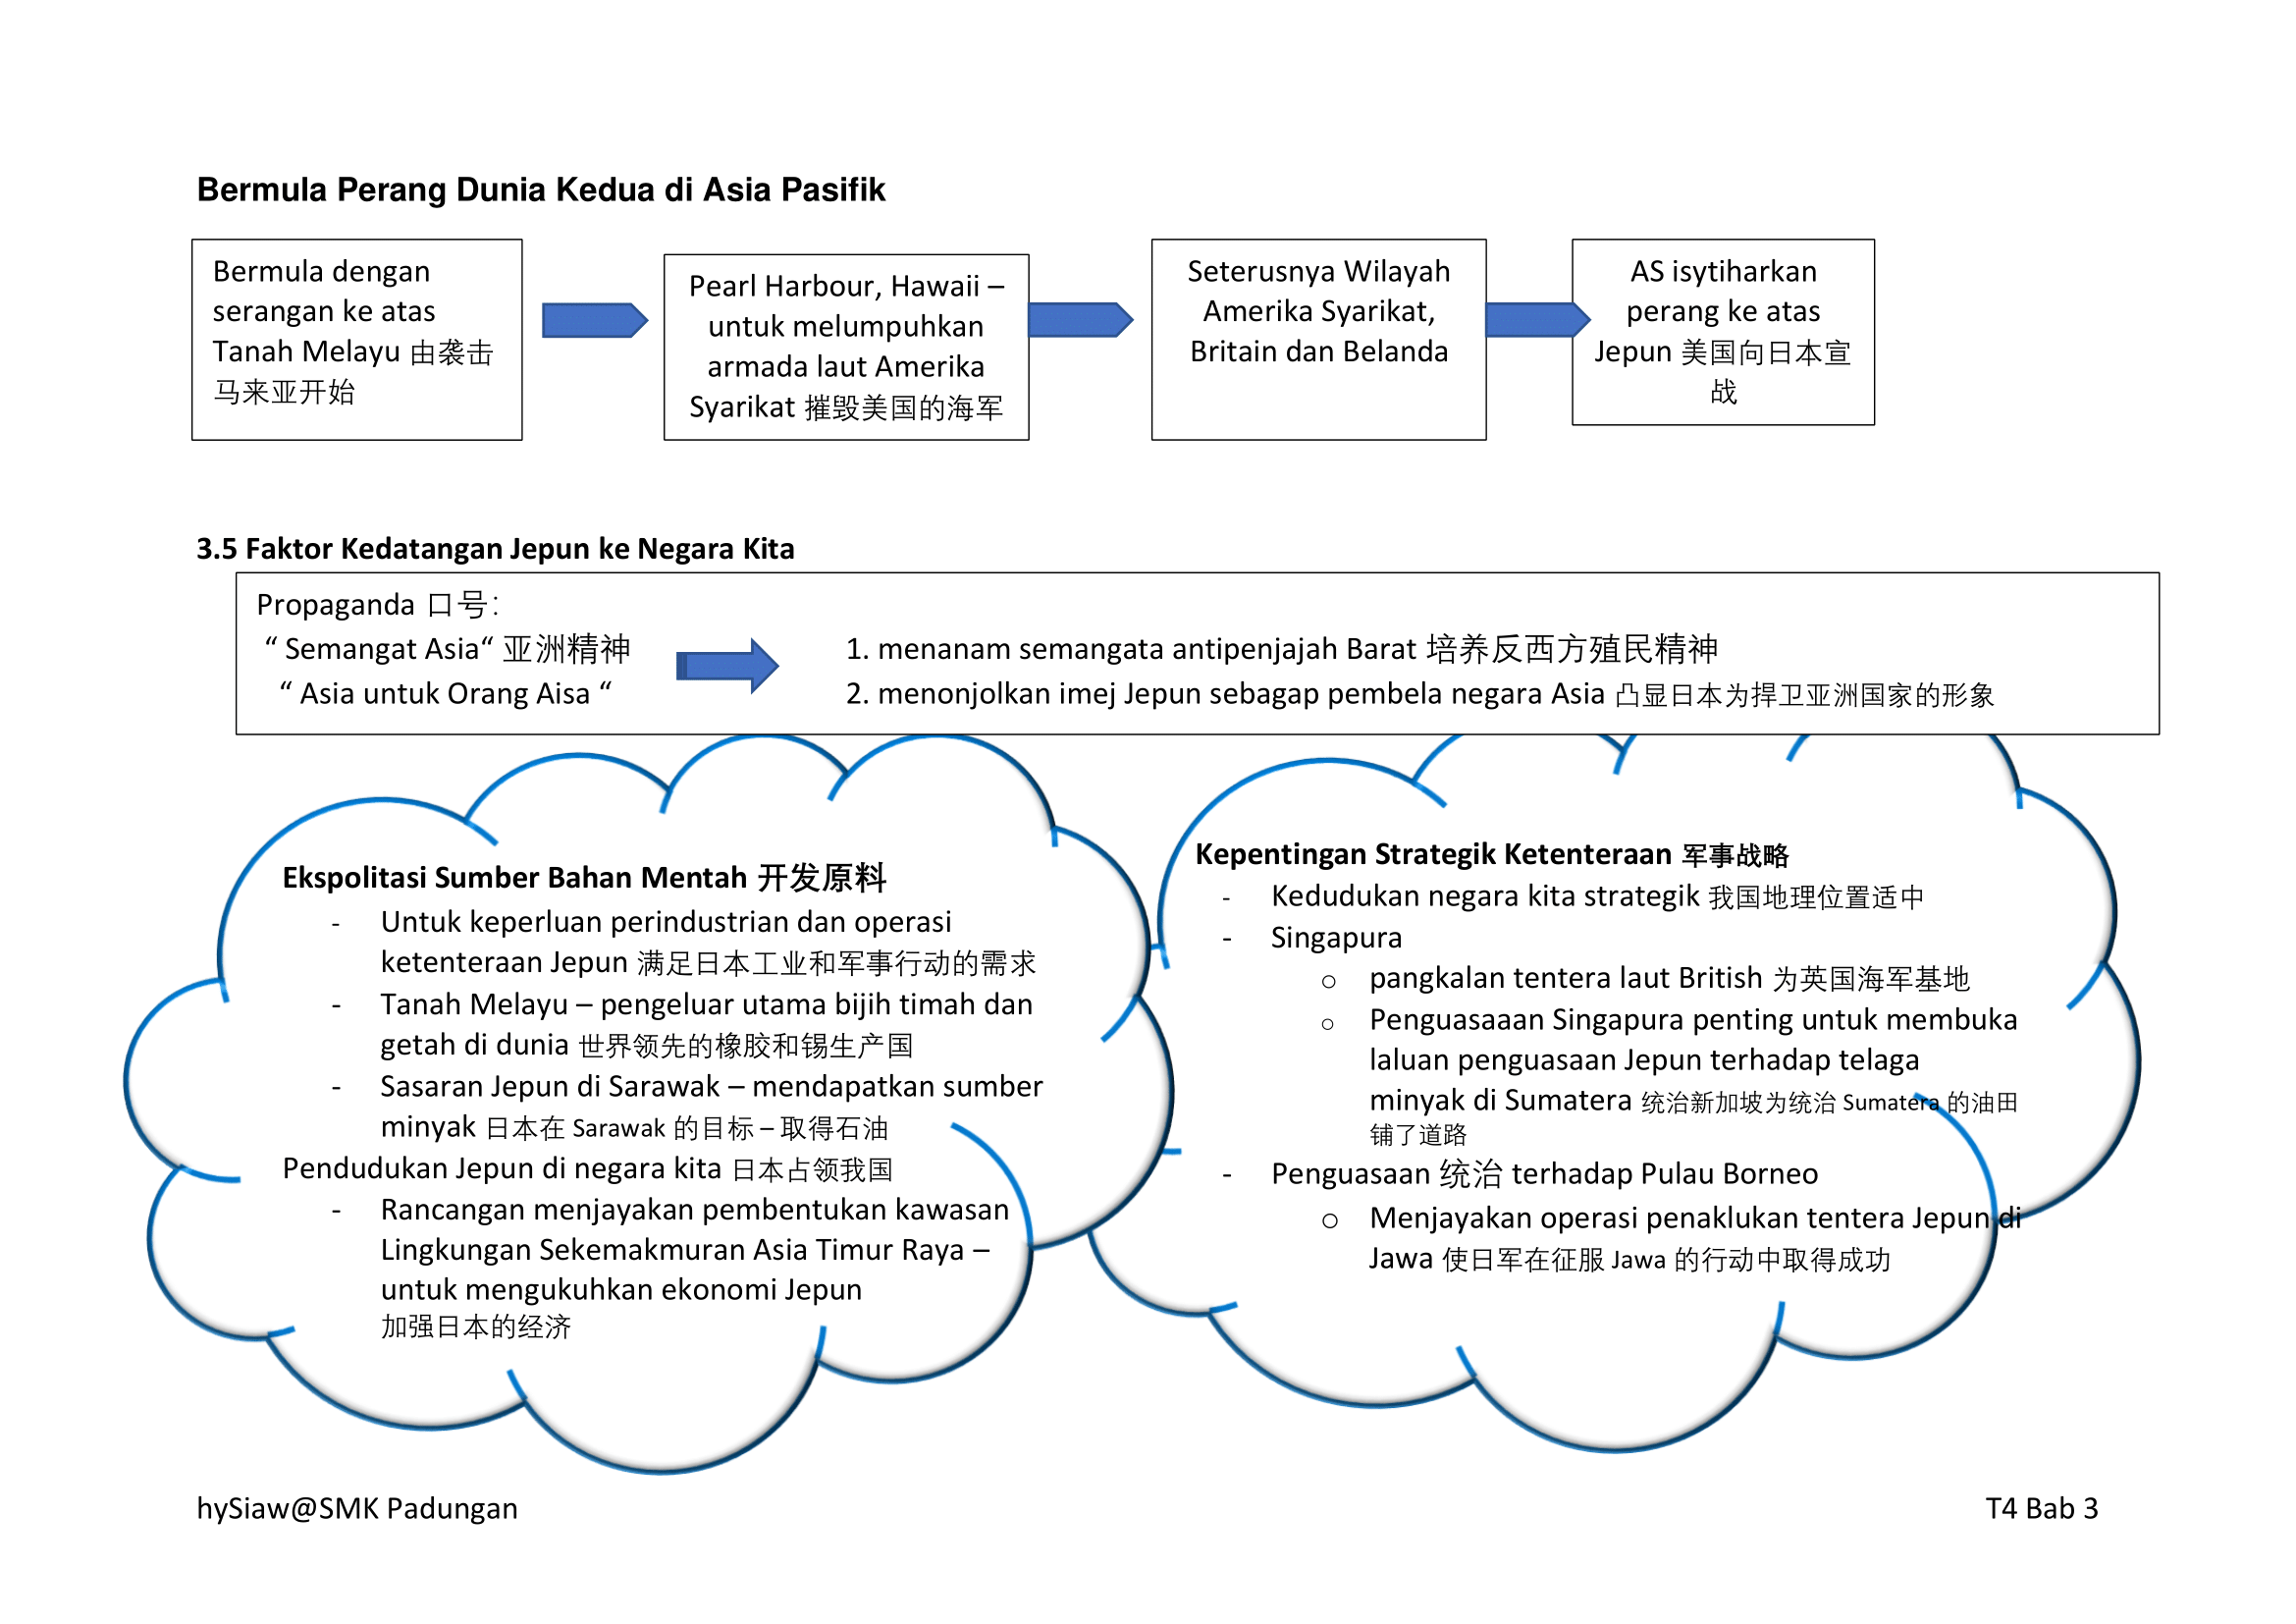 Bermula Perang Dunia Kedua di Asia Pasifik
Bermula dengan
serangan ke atas
Tanah Melayu 由袭击
马来亚开始
Pearl Harbour, Hawaii –
untuk melumpuhkan
armada laut Amerika
Syarikat 摧毁美国的海军
Seterusnya Wilayah
Amerika Syarikat,
Britain dan Belanda
AS isytiharkan
perang ke atas
Jepun 美国向日本宣
战
3.5 Faktor Kedatangan Jepun ke Negara Kita
Propaganda 口号:
“ Semangat Asia“ 亚洲精神
“ Asia untuk Orang Aisa “
1. menanam semangata antipenjajah Barat 培养反西方殖民精神
2. menonjolkan imej Jepun sebagap pembela negara Asia 凸显日本为捍卫亚洲国家的形象
Ekspolitasi Sumber Bahan Mentah 开发原料
- Untuk keperluan perindustrian dan operasi
ketenteraan Jepun 满足日本工业和军事行动的需求
- Tanah Melayu – pengeluar utama bijih timah dan
getah di dunia 世界领先的橡胶和锡生产国
- Sasaran Jepun di Sarawak – mendapatkan sumber
minyak 日本在 Sarawak 的目标 – 取得石油
Pendudukan Jepun di negara kita 日本占领我国
- Rancangan menjayakan pembentukan kawasan
Lingkungan Sekemakmuran Asia Timur Raya –
untuk mengukuhkan ekonomi Jepun
加强日本的经济
Kepentingan Strategik Ketenteraan 军事战略
- Kedudukan negara kita strategik 我国地理位置适中
- Singapura
o pangkalan tentera laut British 为英国海军基地
o Penguasaaan Singapura penting untuk membuka
laluan penguasaan Jepun terhadap telaga
minyak di Sumatera 统治新加坡为统治 Sumatera 的油田
铺了道路
- Penguasaan 统治 terhadap Pulau Borneo
o Menjayakan operasi penaklukan tentera Jepun di
Jawa 使日军在征服 Jawa 的行动中取得成功
hySiaw@SMK Padungan
T4 Bab 3